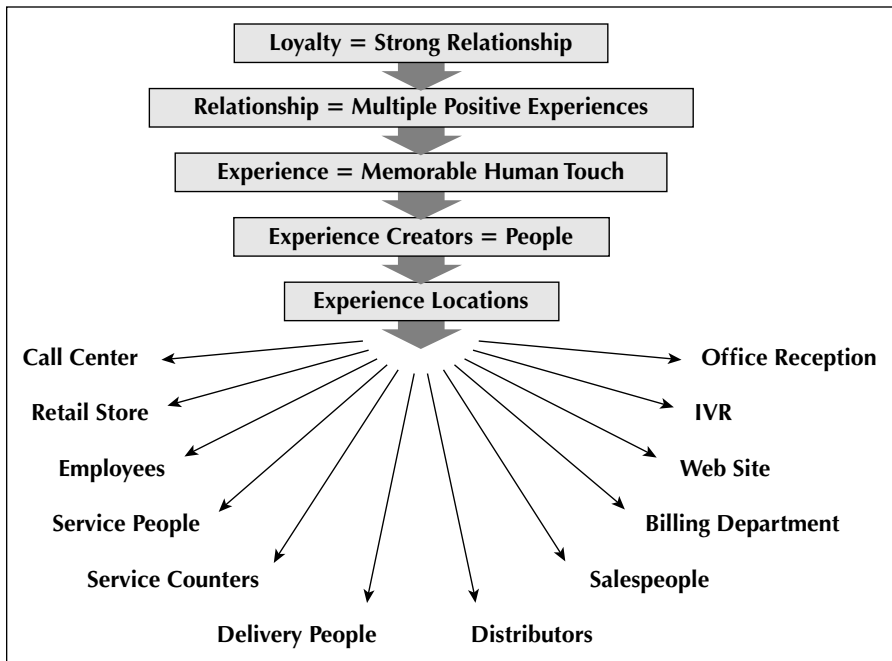 Loyalty = Strong Relationship
Relationship = Multiple Positive Experiences
Experience = Memorable Human Touch
Experience Creators = People
Experience Locations
Call Center
Office Reception
Retail Store
IVR
Employees
Web Site
Service People
Billing Department
Service Counters
Salespeople
Delivery People
Distributors